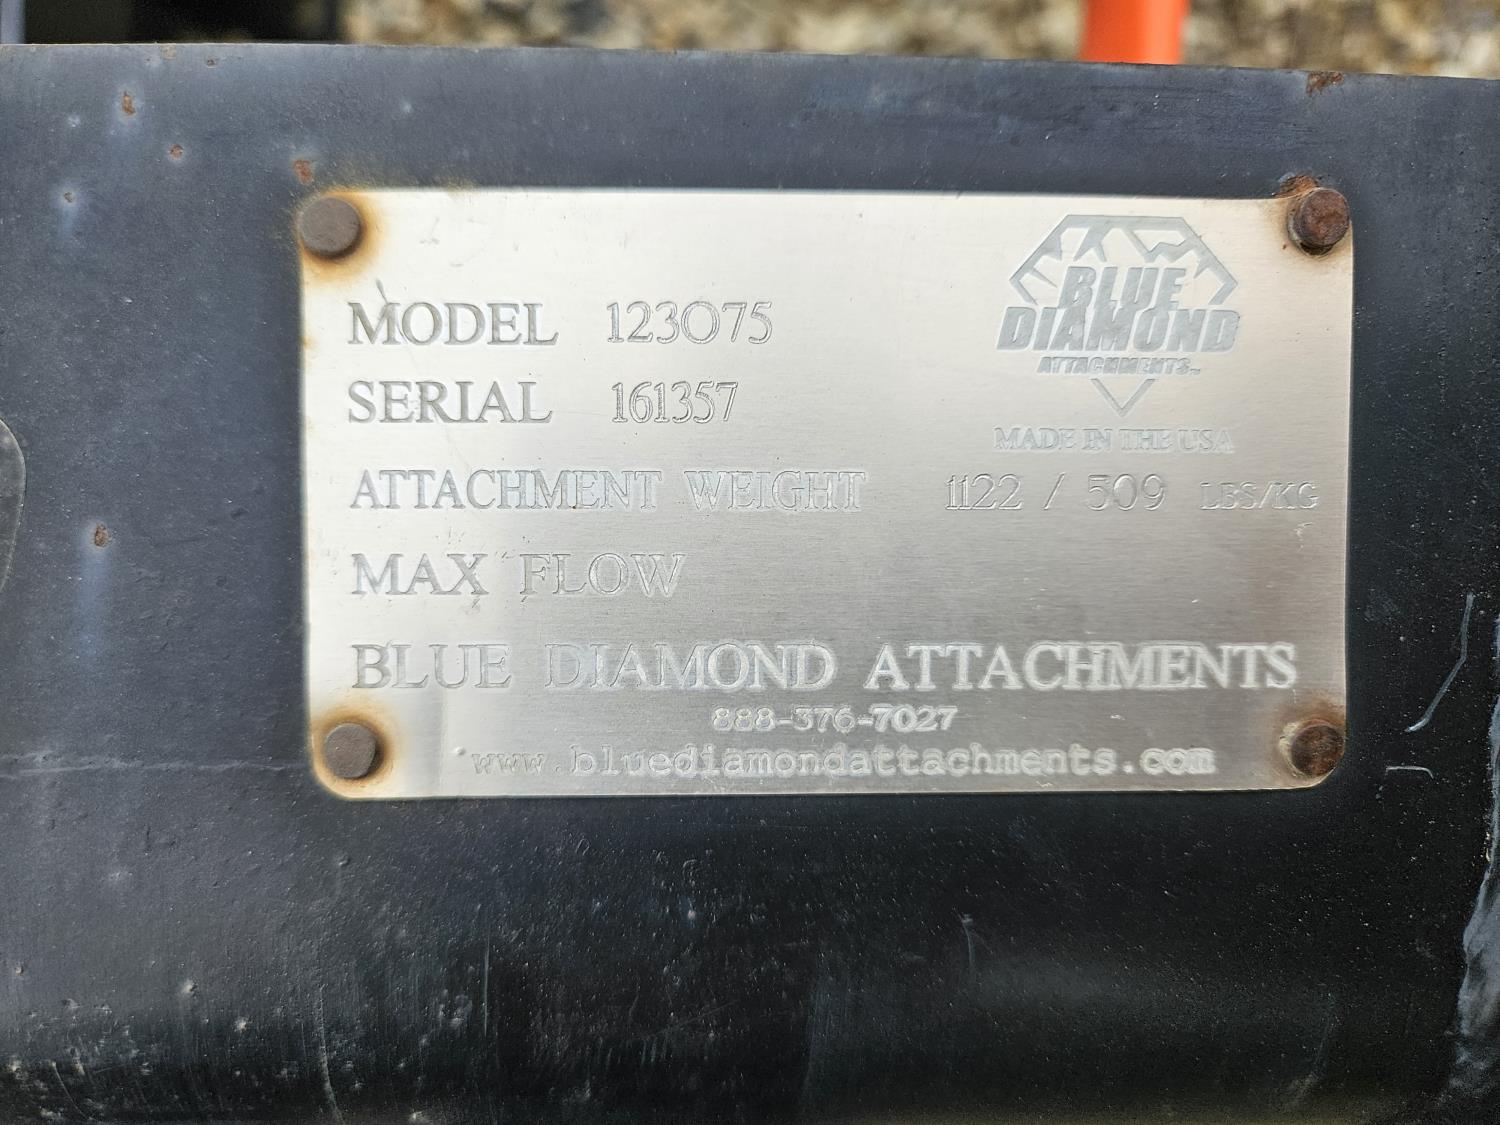 BLUE
DIAMOND
ATTACHMENTS
MADE IN THE USA
MODEL 123075
SERIAL 161357
ATTACHMENT WEIGHT 1122 / 509 LBS/KG
MAX FLOW
BLUE DIAMOND ATTACHMENTS
888-376-7027
www.bluediamondattachments.com